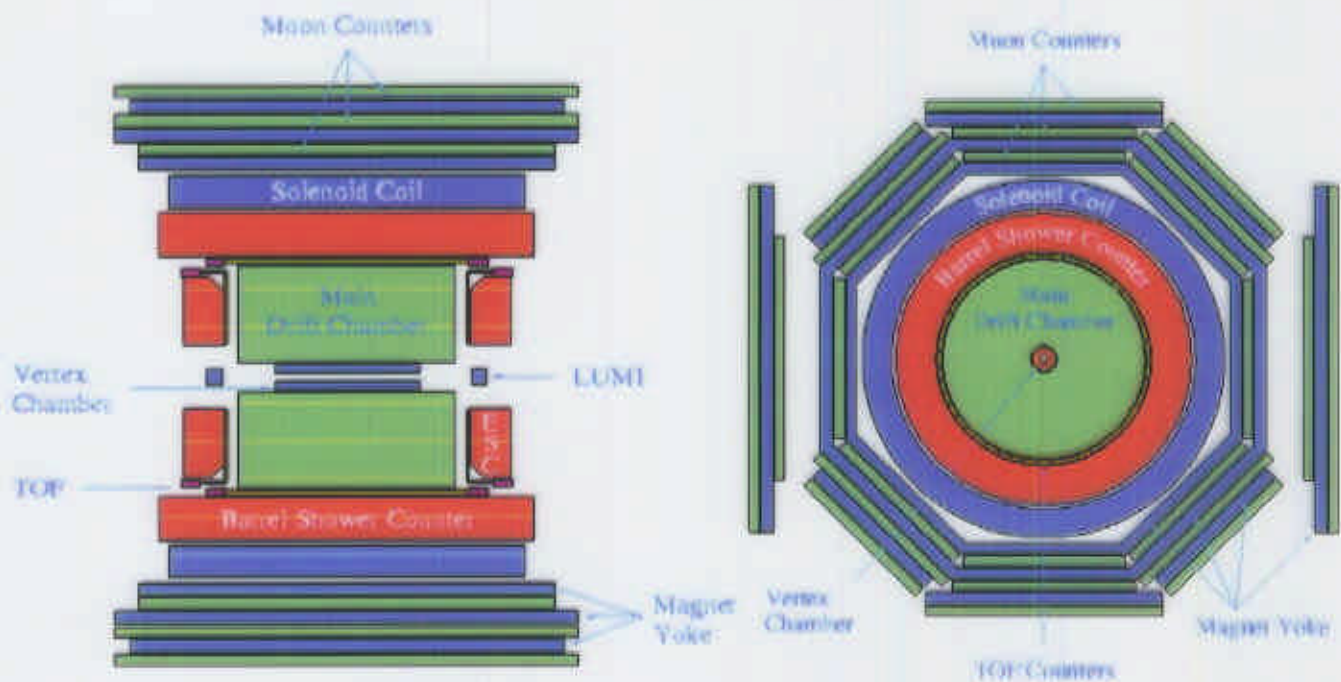 Muon Counters
Solenoid Coil
Main
Drift Chamber
Vertex
Chamber
LUMI
TOF
Barrel Shower Counter
Magnet
Yoke
Muon Counters
Solenoid Coil
Barrel Shower Counter
Main
Drift Chamber
Vertex
Chamber
Magnet Yoke
TOF Counters